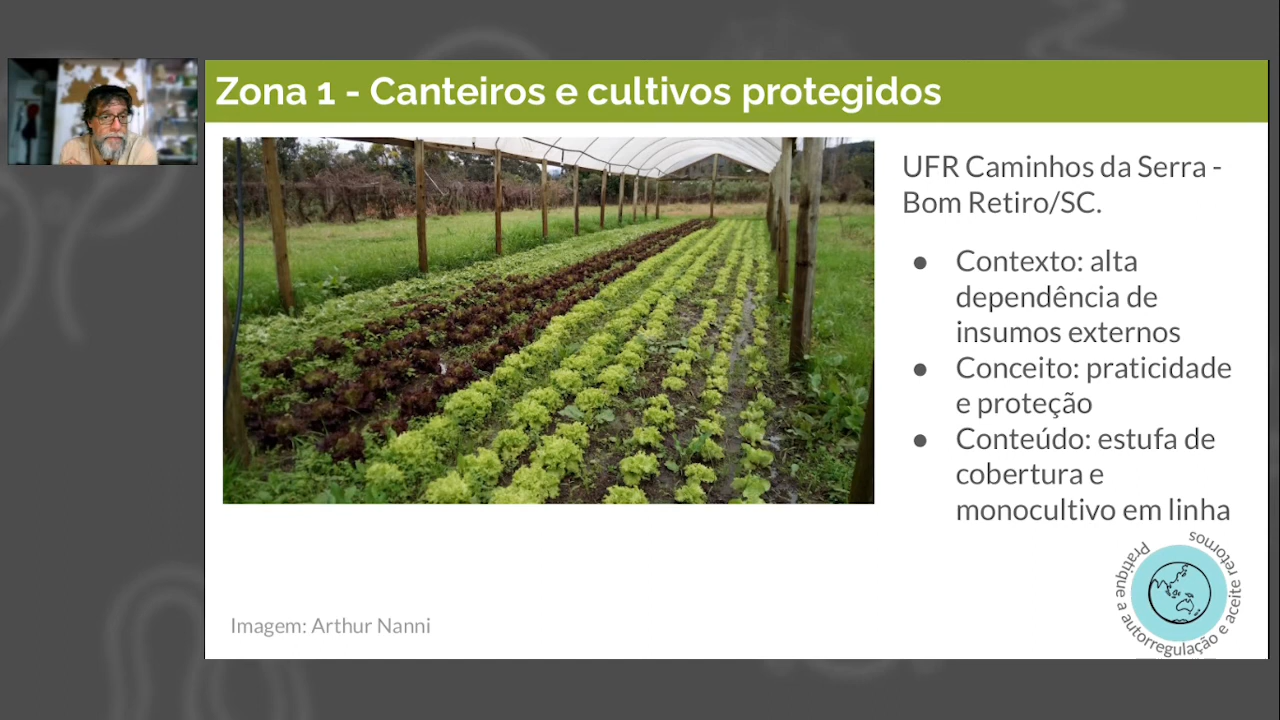 Zona 1 - Canteiros e cultivos protegidos
UFR Caminhos da Serra -
Bom Retiro/SC.
● Contexto: alta
dependência de
insumos externos
● Conceito: praticidade
e proteção
● Conteúdo: estufa de
cobertura e
monocultivo em linha
Pratique a autorregulação e aceite retornos
Imagem: Arthur Nanni